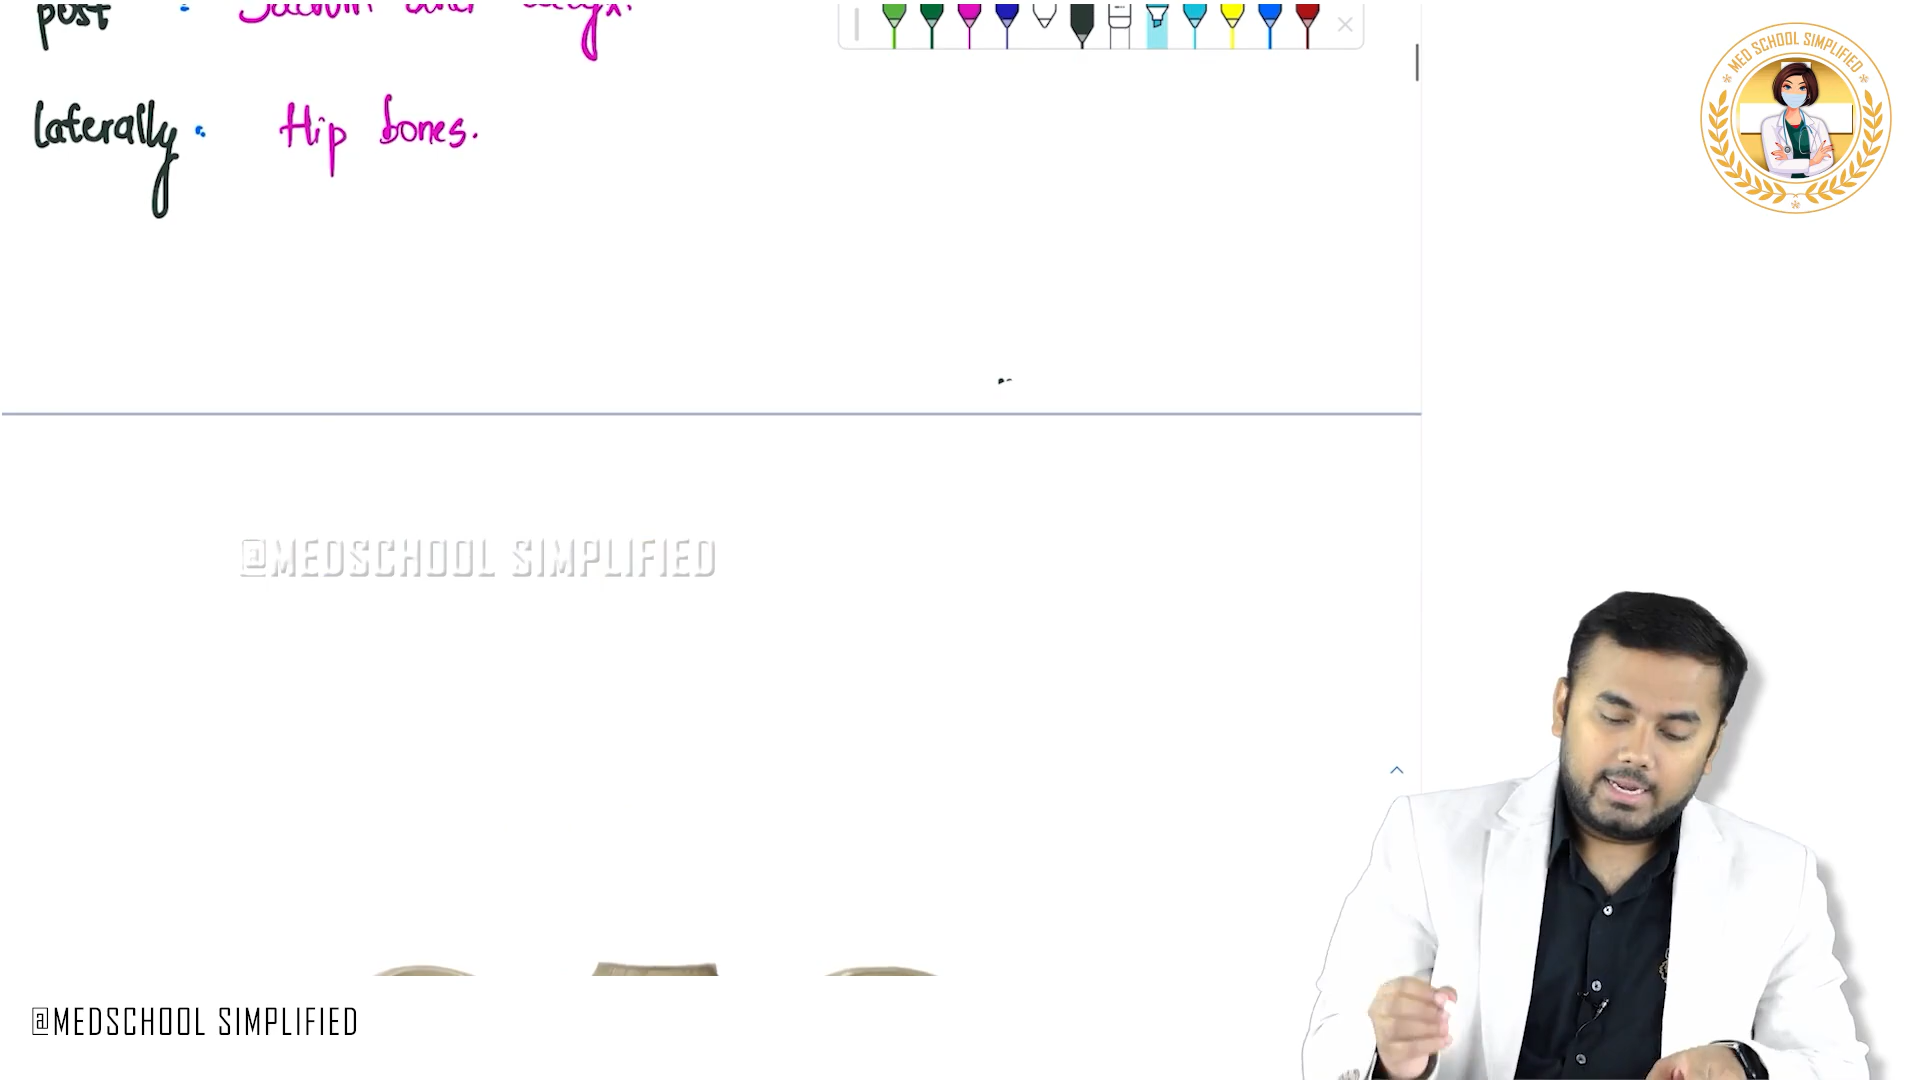 post :
MED SCHOOL SIMPLIFIED
laterally : Hip bones.
@MEDSCHOOL SIMPLIFIED
@MEDSCHOOL SIMPLIFIED